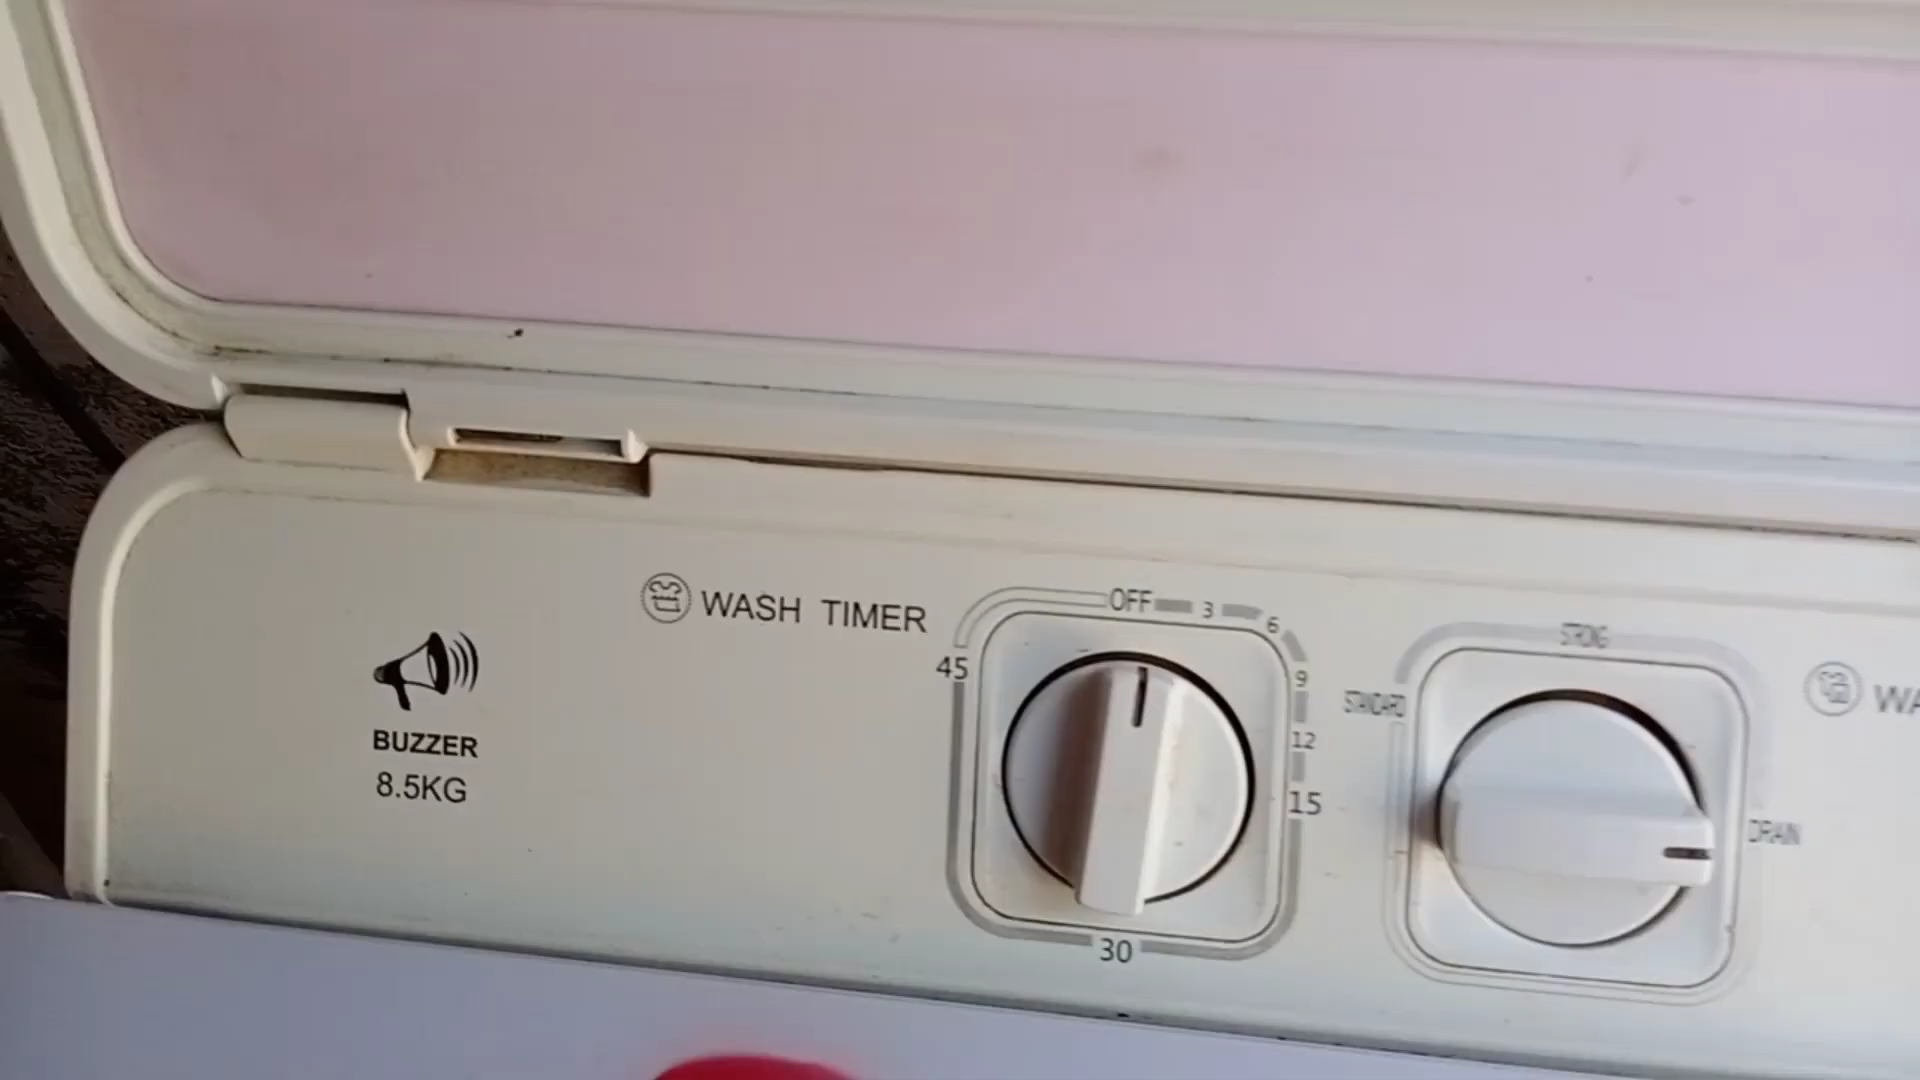 WASH TIMER
OFF
3
6
9
12
15
30
45
BUZZER
8.5KG
STRONG
STANDARD
DRAIN